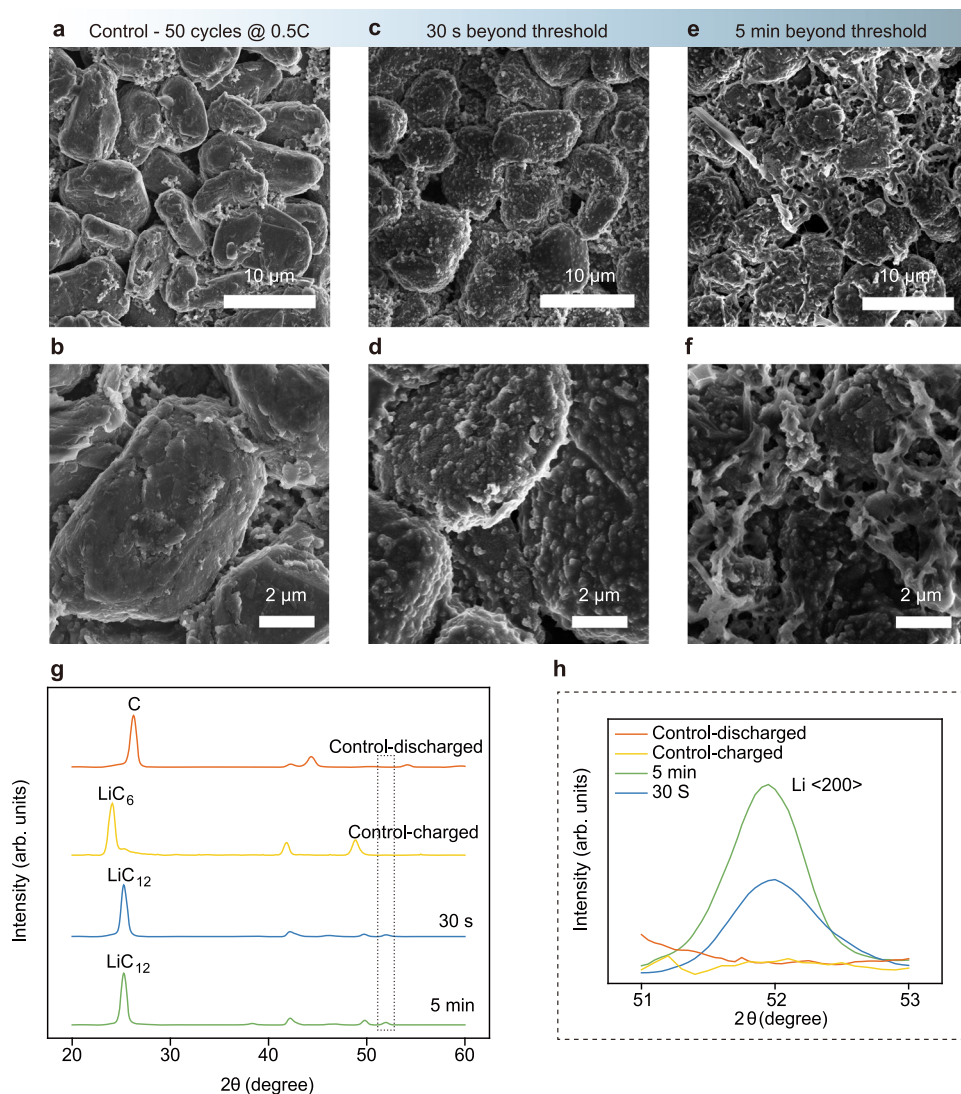 a Control - 50 cycles @ 0.5C
c 30 s beyond threshold
e 5 min beyond threshold
10 µm
10 µm
10 µm
b
d
f
2 µm
2 µm
2 µm
g
C
Control-discharged
LiC6
Control-charged
LiC12
30 s
LiC12
5 min
Intensity (arb. units)
20 30 40 50 60
2θ (degree)
h
Control-discharged
Control-charged
5 min
30 S
Li <200>
Intensity (arb. units)
51 52 53
2θ(degree)